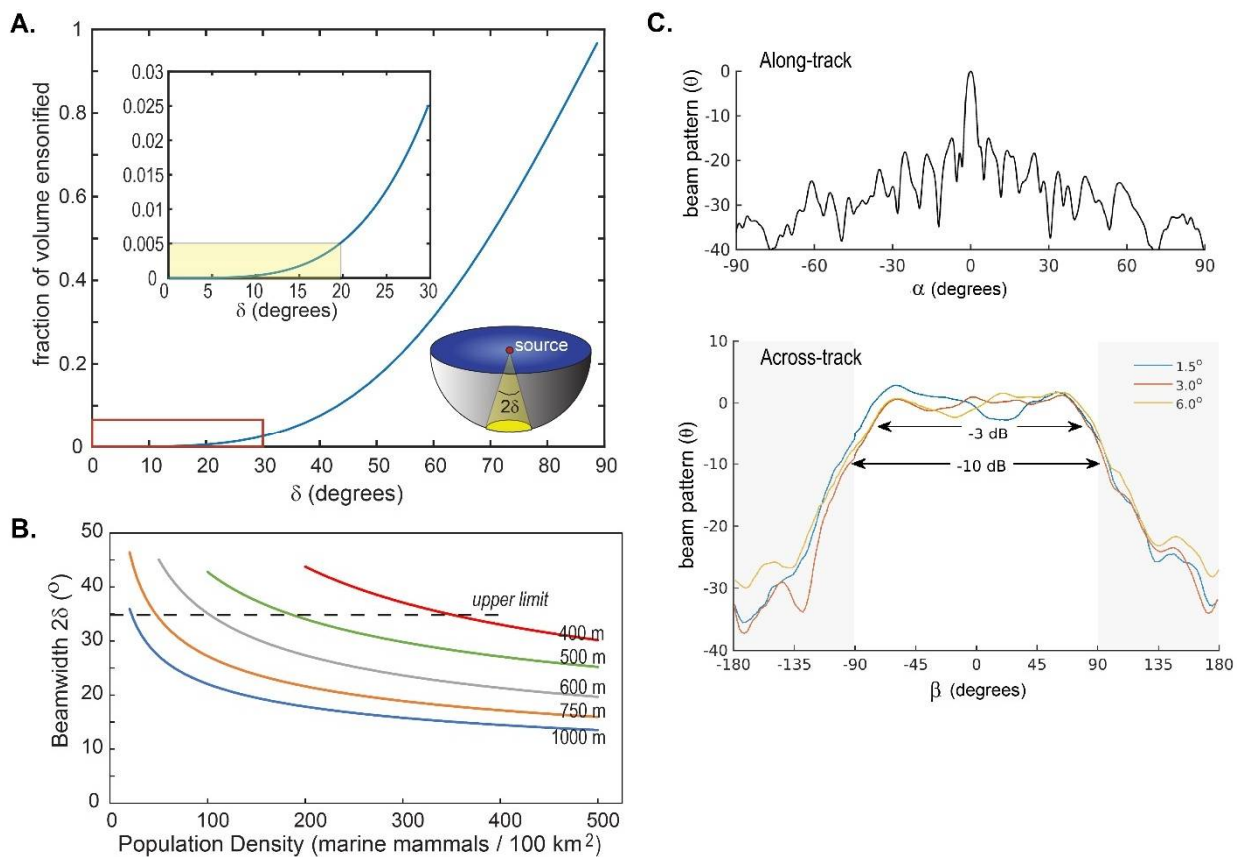 A.
fraction of volume ensonified
1
0.8
0.6
0.4
0.2
0
0 10 20 30 40 50 60 70 80 90
δ (degrees)
0.03
0.025
0.02
0.015
0.01
0.005
0
0 5 10 15 20 25 30
δ (degrees)
source
2δ
B.
Beamwidth 2δ (°)
50
40
30
20
10
0
upper limit
400 m
500 m
600 m
750 m
1000 m
0 100 200 300 400 500
Population Density (marine mammals / 100 km²)
C.
Along-track
beam pattern (θ)
0
-10
-20
-30
-40
-90 -60 -30 0 30 60 90
α (degrees)
Across-track
beam pattern (θ)
10
0
-10
-20
-30
-40
1.5°
3.0°
6.0°
-3 dB
-10 dB
-180 -135 -90 -45 0 45 90 135 180
β (degrees)